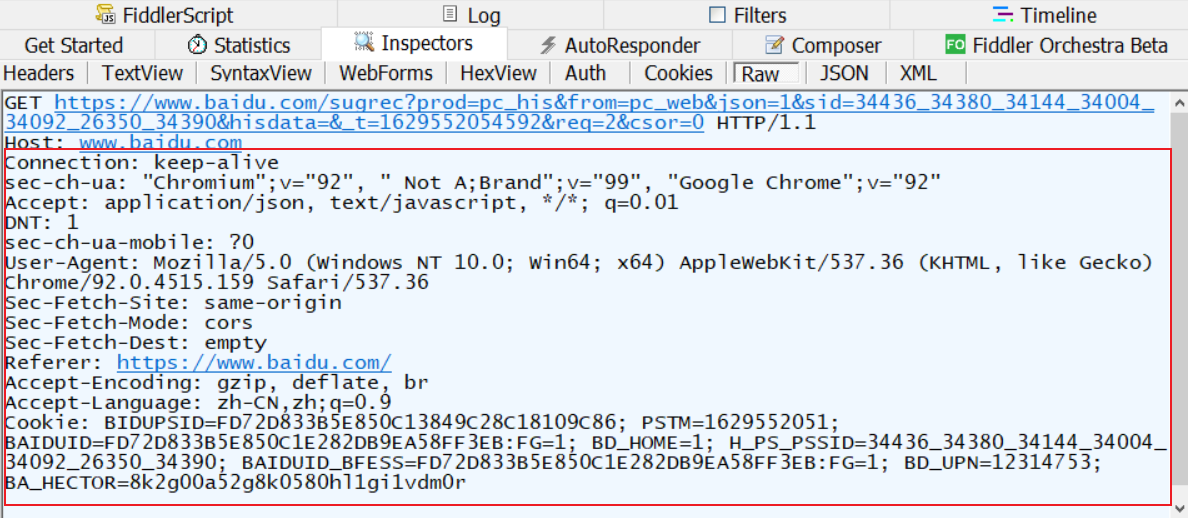 FiddlerScript Log Filters Timeline
Get Started Statistics Inspectors AutoResponder Composer FO Fiddler Orchestra Beta
Headers TextView SyntaxView WebForms HexView Auth Cookies Raw JSON XML
GET https://www.baidu.com/sugrec?prod=pc_his&from=pc_web&json=1&sid=34436_34380_34144_34004_
34092_26350_34390&hisdata=&_t=1629552054592&req=2&csor=0 HTTP/1.1
Host: www.baidu.com
Connection: keep-alive
sec-ch-ua: "Chromium";v="92", " Not A;Brand";v="99", "Google Chrome";v="92"
Accept: application/json, text/javascript, */*; q=0.01
DNT: 1
sec-ch-ua-mobile: ?0
User-Agent: Mozilla/5.0 (Windows NT 10.0; Win64; x64) AppleWebKit/537.36 (KHTML, like Gecko)
Chrome/92.0.4515.159 Safari/537.36
Sec-Fetch-Site: same-origin
Sec-Fetch-Mode: cors
Sec-Fetch-Dest: empty
Referer: https://www.baidu.com/
Accept-Encoding: gzip, deflate, br
Accept-Language: zh-CN,zh;q=0.9
Cookie: BIDUPSID=FD72D833B5E850C13849C28C18109C86; PSTM=1629552051;
BAIDUID=FD72D833B5E850C1E282DB9EA58FF3EB:FG=1; BD_HOME=1; H_PS_PSSID=34436_34380_34144_34004_
34092_26350_34390; BAIDUID_BFESS=FD72D833B5E850C1E282DB9EA58FF3EB:FG=1; BD_UPN=12314753;
BA_HECTOR=8k2g00a52g8k0580hl1gi1vdm0r